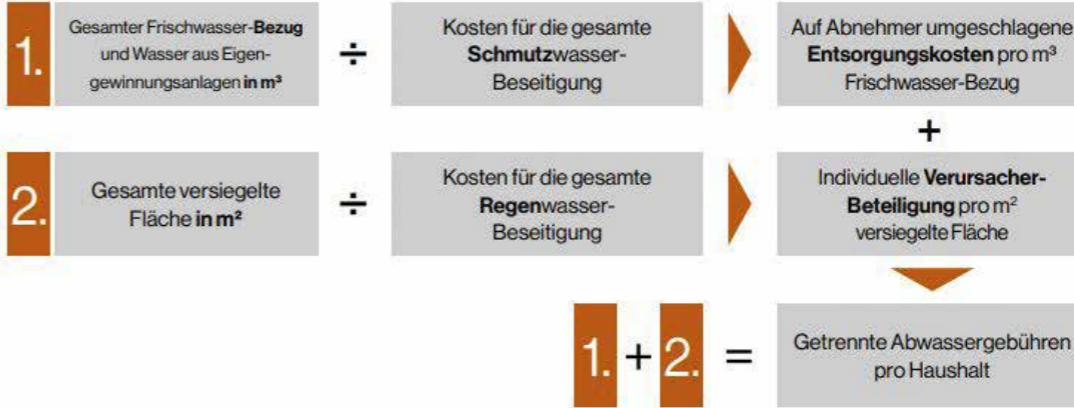 1.
Gesamter Frischwasser-Bezug
und Wasser aus Eigen-
gewinnungsanlagen in m³
÷
Kosten für die gesamte
Schmutzwasser-
Beseitigung
Auf Abnehmer umgeschlagene
Entsorgungskosten pro m³
Frischwasser-Bezug
+
2.
Gesamte versiegelte
Fläche in m²
÷
Kosten für die gesamte
Regenwasser-
Beseitigung
Individuelle Verursacher-
Beteiligung pro m²
versiegelte Fläche
1. + 2. =
Getrennte Abwassergebühren
pro Haushalt